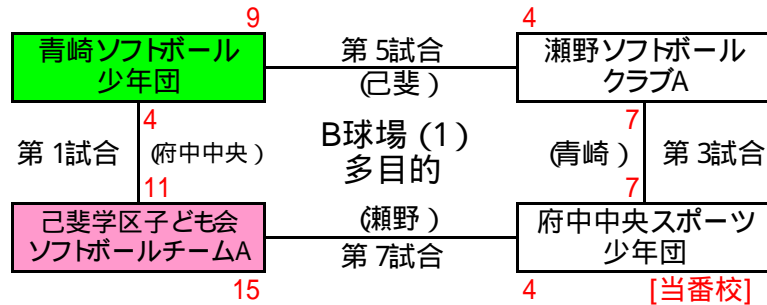 9
4
青崎ソフトボール
少年団
第5試合
(己斐)
瀬野ソフトボール
クラブA
4
7
第1試合
(府中中央)
B球場(1)
多目的
(青崎)
第3試合
11
7
己斐学区子ども会
ソフトボールチームA
(瀬野)
第7試合
府中中央スポーツ
少年団
15
4
[当番校]